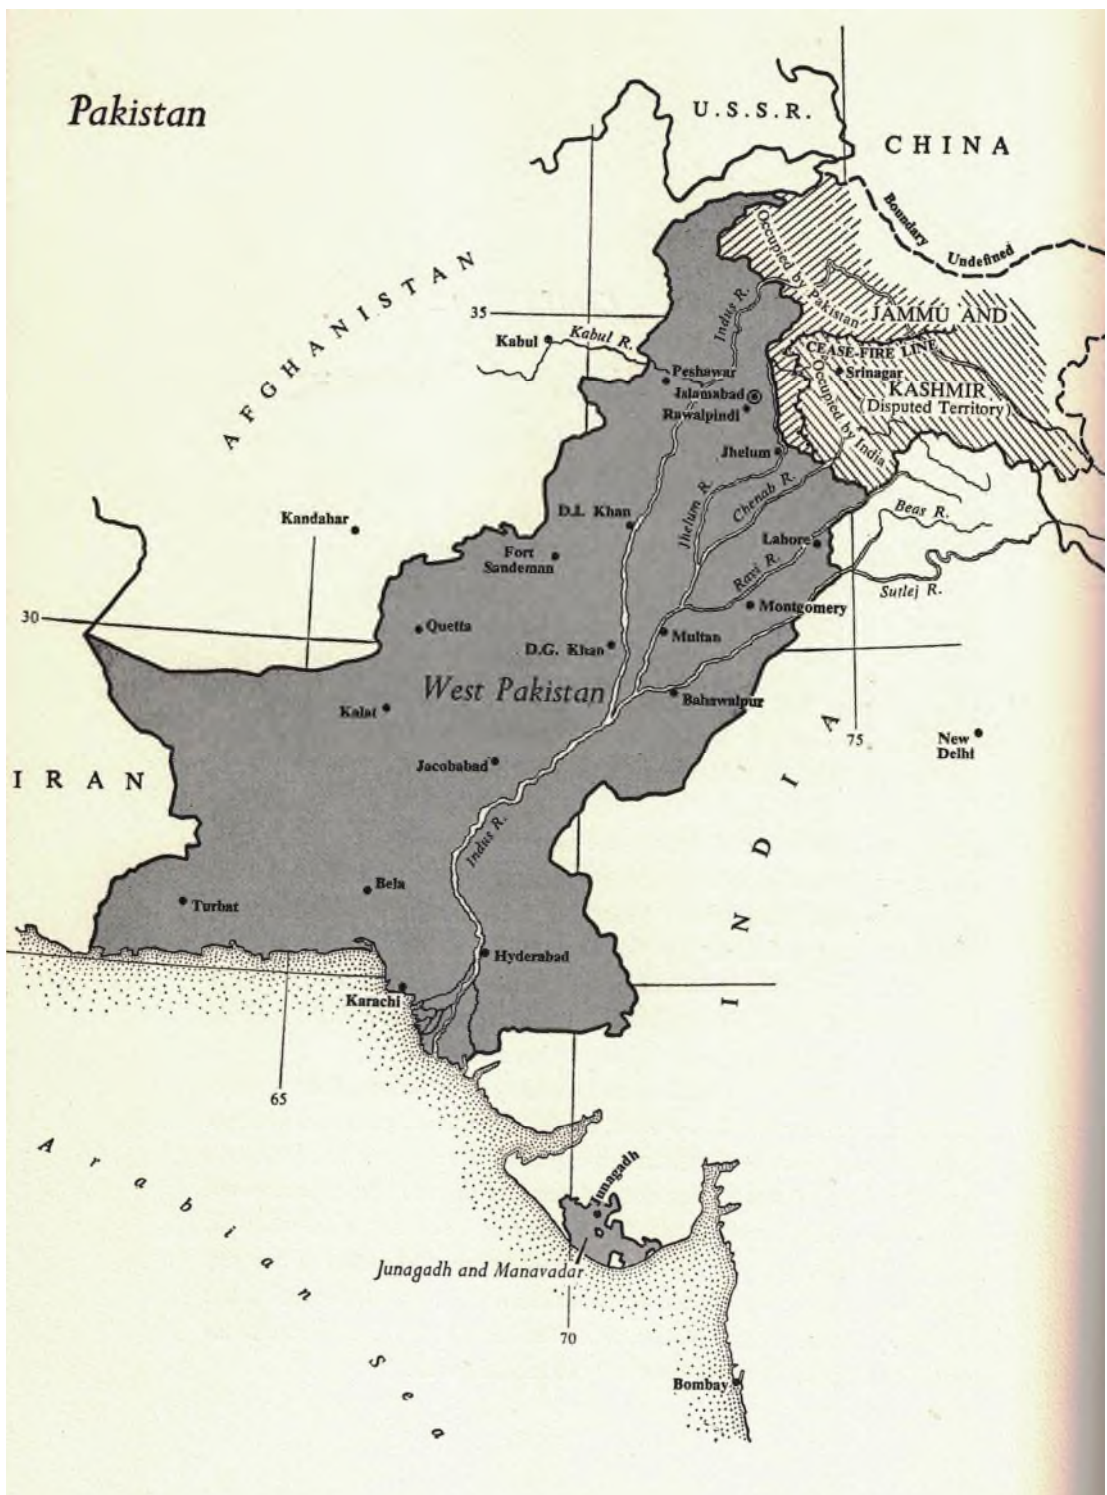 Pakistan
U.S.S.R.
CHINA
Boundary
Undefined
AFGHANISTAN
Occupied by Pakistan
Indus R.
35
JAMMU AND
Kabul
Kabul R.
CEASE-FIRE LINE
Srinagar
KASHMIR
(Disputed Territory)
Occupied by India
Peshawar
Islamabad
Rawalpindi
Jhelum
Jhelum R.
Chenab R.
Beas R.
Kandahar
D.I. Khan
Lahore
Fort
Sandeman
Ravi R.
Sutlej R.
30
Montgomery
Quetta
Multan
D.G. Khan
West Pakistan
Bahawalpur
Kalat
75
New
Delhi
IRAN
Jacobabad
INDIA
Indus R.
Bela
Turbat
Hyderabad
Karachi
65
Arabian Sea
Junagadh
Junagadh and Manavadar
70
Bombay